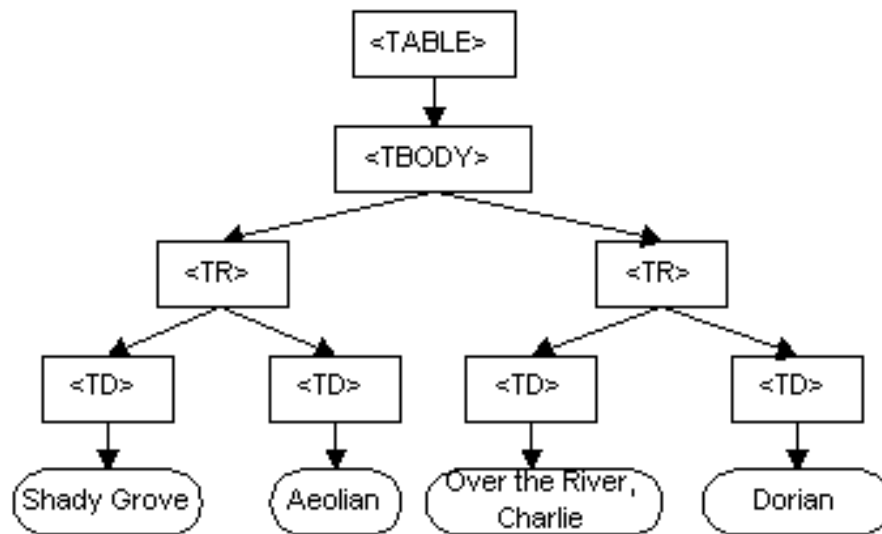 <TABLE>
<TBODY>
<TR>
<TR>
<TD>
<TD>
<TD>
<TD>
Shady Grove
Aeolian
Over the River,
Charlie
Dorian